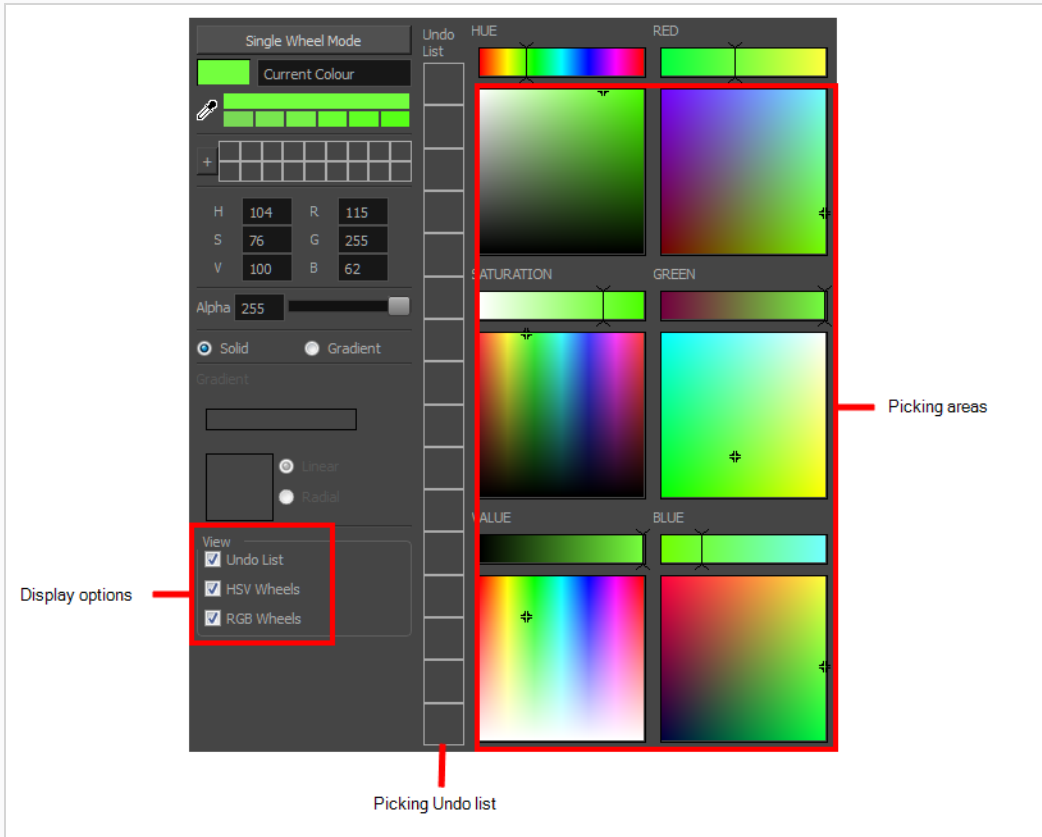 Single Wheel Mode
Current Colour
+
H 104 R 115
S 76 G 255
V 100 B 62
Alpha 255
Solid Gradient
Gradient
Linear
Radial
View
Undo List
HSV Wheels
RGB Wheels
Undo
List
HUE RED
SATURATION GREEN
VALUE BLUE
Display options
Picking areas
Picking Undo list